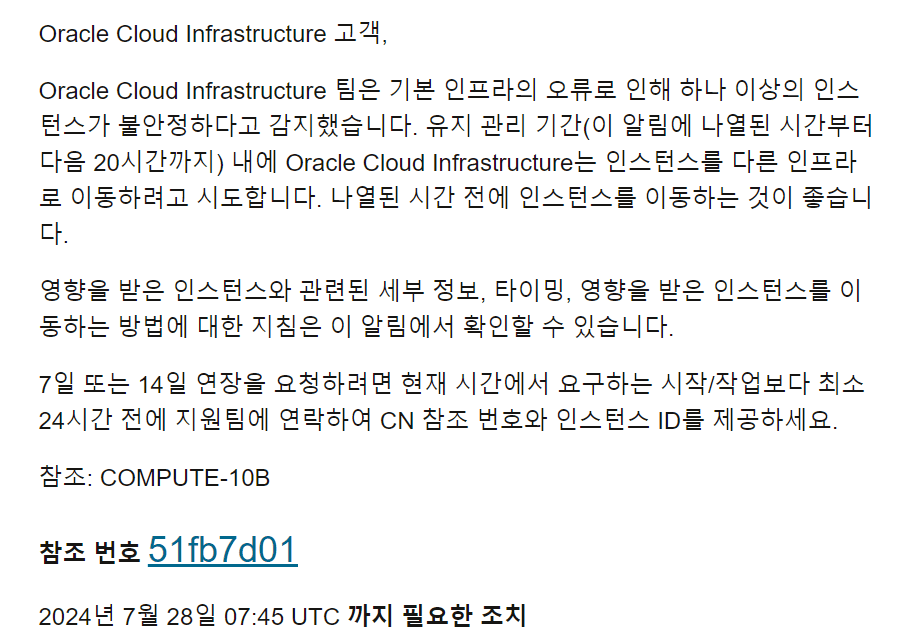 Oracle Cloud Infrastructure 고객,
Oracle Cloud Infrastructure 팀은 기본 인프라의 오류로 인해 하나 이상의 인스
턴스가 불안정하다고 감지했습니다. 유지 관리 기간(이 알림에 나열된 시간부터
다음 20시간까지) 내에 Oracle Cloud Infrastructure는 인스턴스를 다른 인프라
로 이동하려고 시도합니다. 나열된 시간 전에 인스턴스를 이동하는 것이 좋습니
다.
영향을 받은 인스턴스와 관련된 세부 정보, 타이밍, 영향을 받은 인스턴스를 이
동하는 방법에 대한 지침은 이 알림에서 확인할 수 있습니다.
7일 또는 14일 연장을 요청하려면 현재 시간에서 요구하는 시작/작업보다 최소
24시간 전에 지원팀에 연락하여 CN 참조 번호와 인스턴스 ID를 제공하세요.
참조: COMPUTE-10B
참조 번호 51fb7d01
2024년 7월 28일 07:45 UTC 까지 필요한 조치